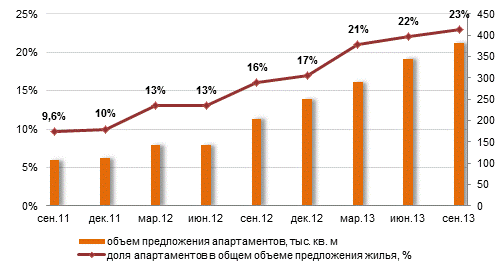 25%
20%
15%
10%
5%
0%
9,6%
10%
13%
13%
16%
17%
21%
22%
23%
450
400
350
300
250
200
150
100
50
0
сен.11
дек.11
мар.12
июн.12
сен.12
дек.12
мар.13
июн.13
сен.13
объем предложения апартаментов, тыс. кв. м
доля апартаментов в общем объеме предложения жилья, %